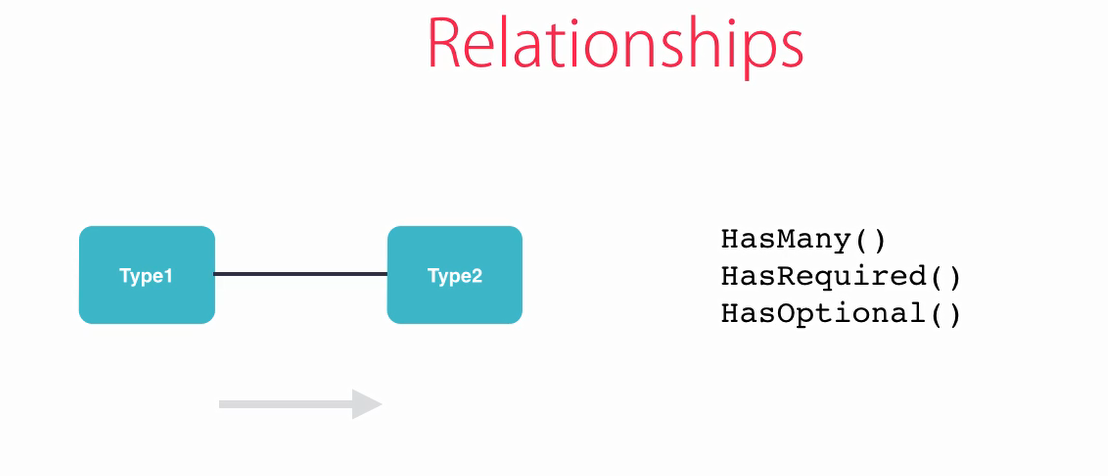 Relationships
Type1
Type2
HasMany()
HasRequired()
HasOptional()